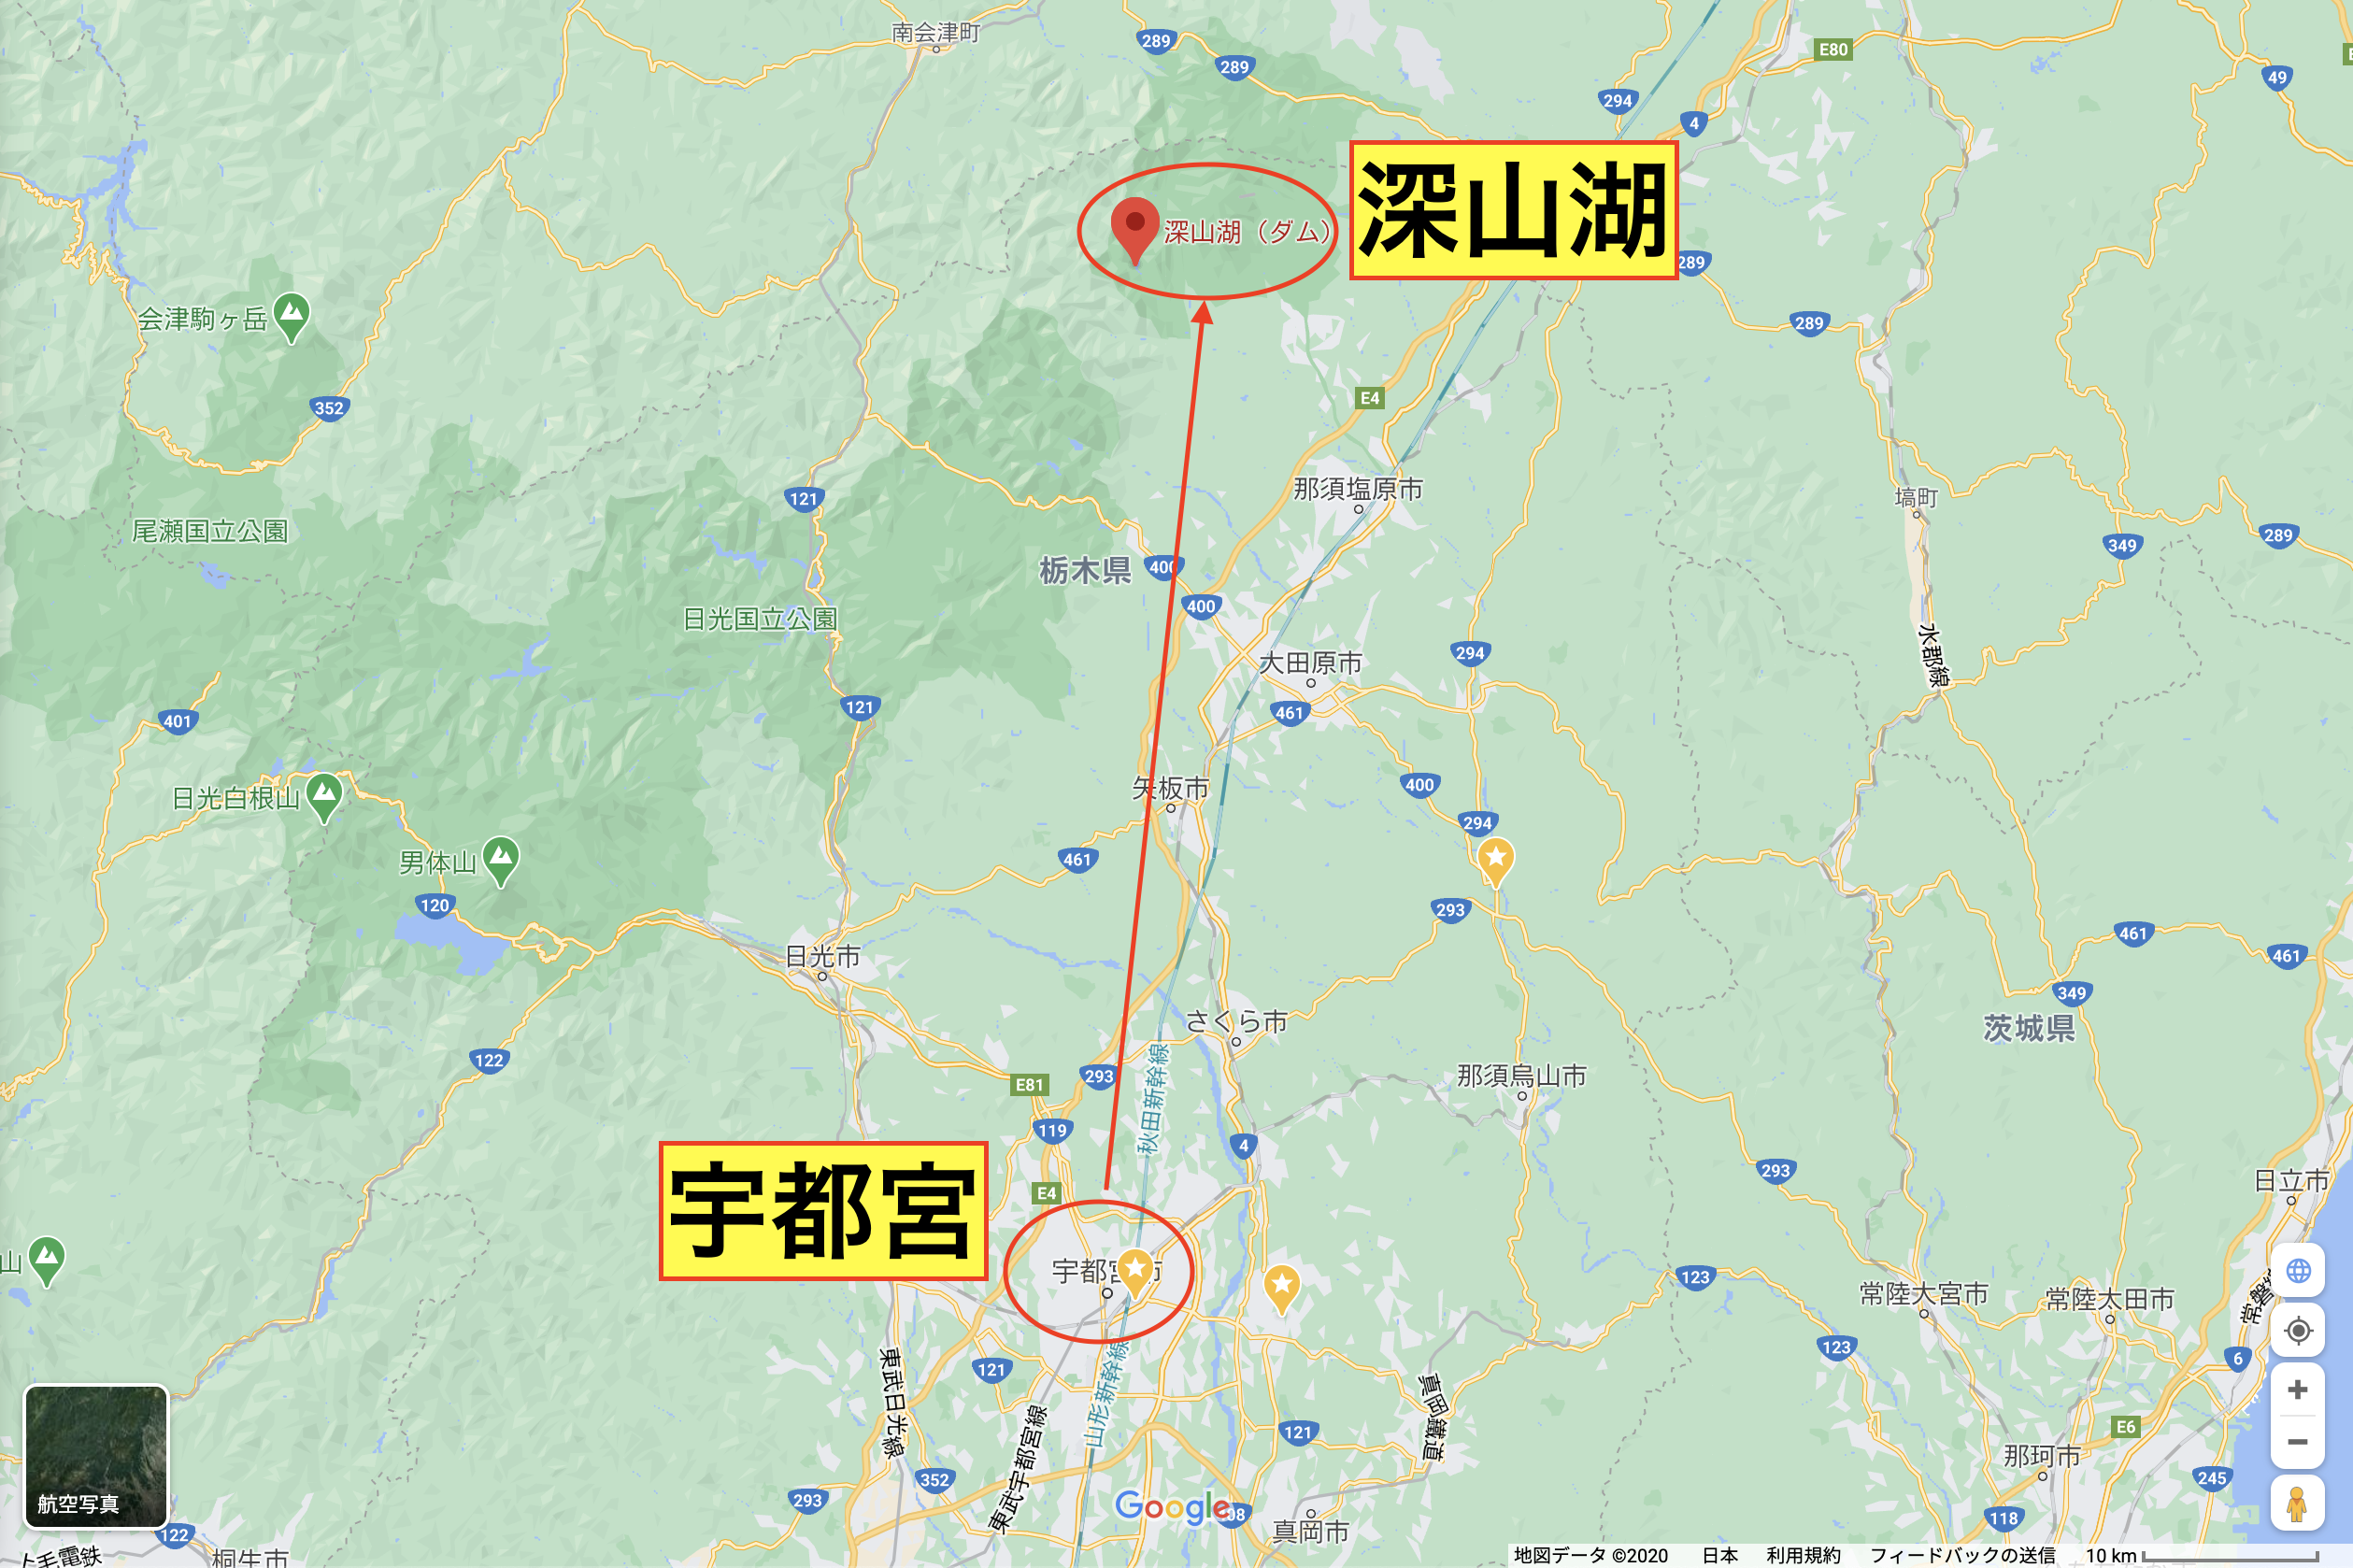 南会津町
289
289
E80
49
294
4
深山湖
深山湖（ダム）
289
会津駒ヶ岳
289
352
E4
那須塩原市
塙町
121
尾瀬国立公園
289
349
栃木県
400
400
日光国立公園
水郡線
294
大田原市
121
461
401
矢板市
400
日光白根山
294
461
男体山
120
293
461
日光市
461
349
さくら市
茨城県
122
E81
293
那須烏山市
秋田新幹線
119
4
宇都宮
293
日立市
E4
山
宇都宮市
123
常陸大宮市
常陸太田市
123
6
山形新幹線
121
東武日光線
真岡鐵道
東武宇都宮線
121
E6
那珂市
352
245
293
航空写真
Google
118
122
真岡市
桐生市
地図データ ©2020 日本 利用規約 フィードバックの送信 10 km